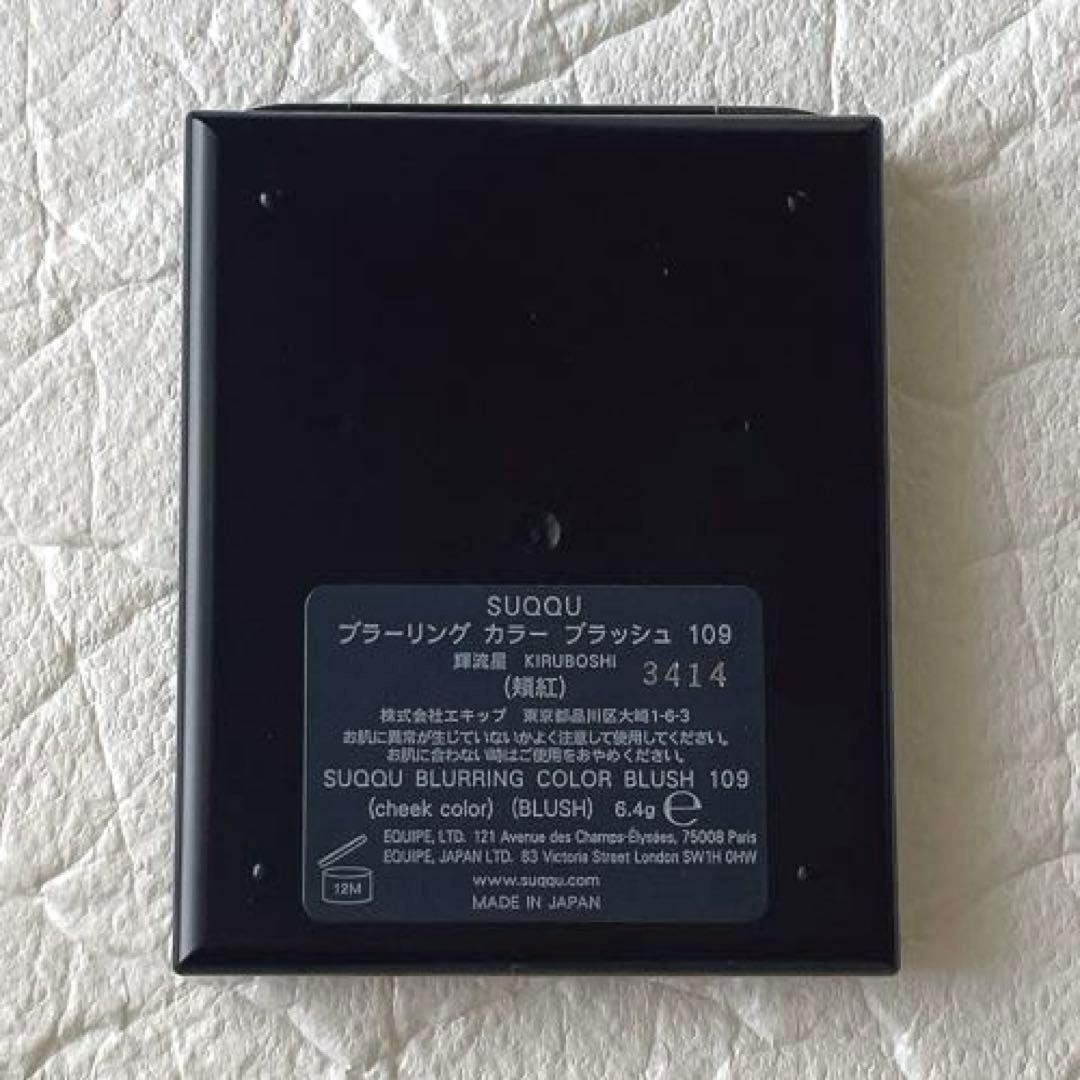 SUQQU
ブラーリング カラー ブラッシュ 109
輝流星 KIRUBOSHI
3414
(頬紅)
株式会社エキップ 東京都品川区大崎1-6-3
お肌に異常が生じていないかよく注意して使用してください。
お肌に合わない時はご使用をおやめください。
SUQQU BLURRING COLOR BLUSH 109
(cheek color) (BLUSH) 6.4g ℮
EQUIPE, LTD. 121 Avenue des Champs-Élysées, 75008 Paris
EQUIPE, JAPAN LTD. 83 Victoria Street London SW1H 0HW
12M
www.suqqu.com
MADE IN JAPAN